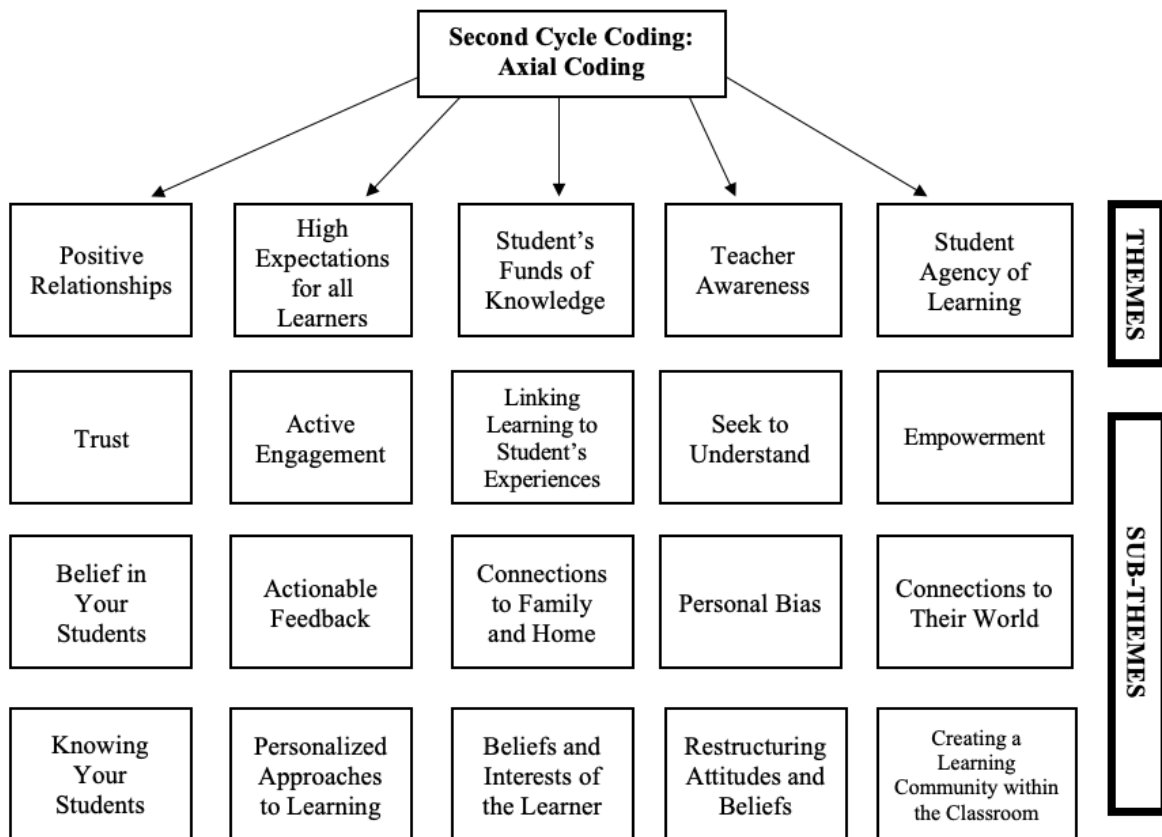 Second Cycle Coding:
Axial Coding
Positive
Relationships
High
Expectations
for all
Learners
Student’s
Funds of
Knowledge
Teacher
Awareness
Student
Agency of
Learning
THEMES
Trust
Active
Engagement
Linking
Learning to
Student’s
Experiences
Seek to
Understand
Empowerment
SUB-THEMES
Belief in
Your
Students
Actionable
Feedback
Connections
to Family
and Home
Personal Bias
Connections to
Their World
Knowing
Your
Students
Personalized
Approaches
to Learning
Beliefs and
Interests of
the Learner
Restructuring
Attitudes and
Beliefs
Creating a
Learning
Community within
the Classroom